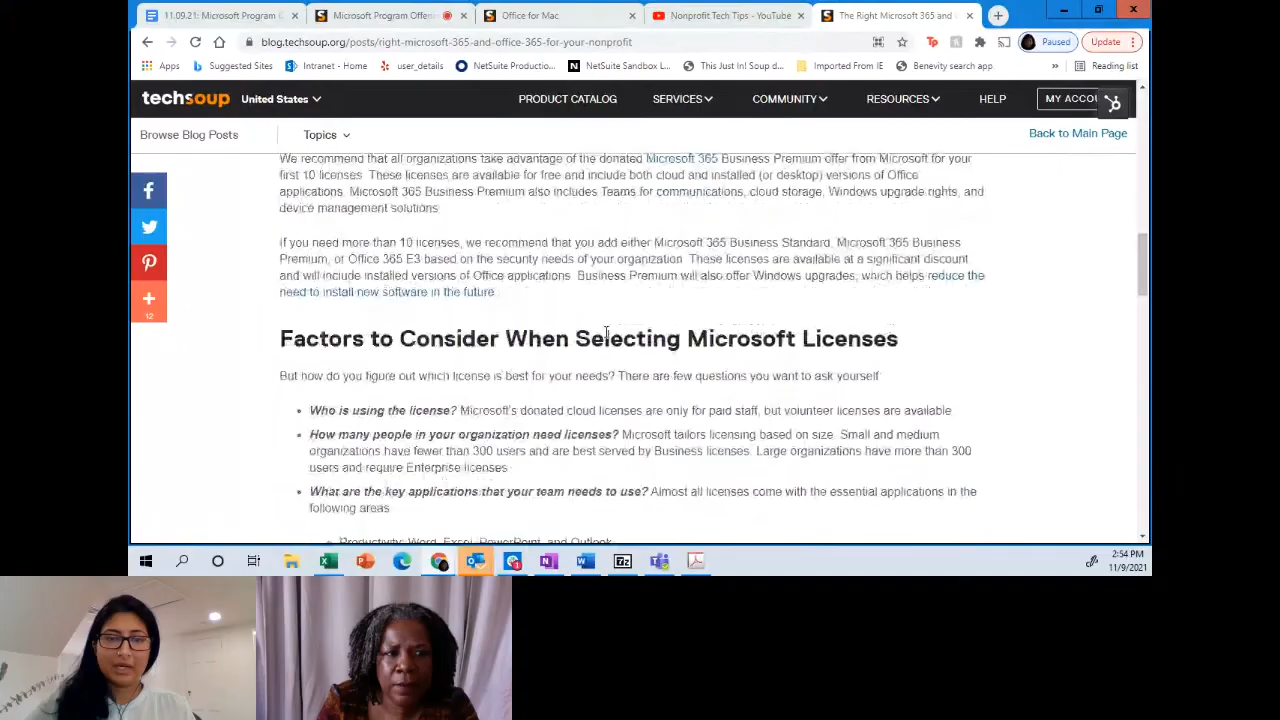 11.09.21: Microsoft Program
Microsoft Program Offer
Office for Mac
Nonprofit Tech Tips - YouTube
The Right Microsoft 365 and
blog.techsoup.org/posts/right-microsoft-365-and-office-365-for-your-nonprofit
Paused
Update
Apps
Suggested Sites
Intranet - Home
user_details
NetSuite Productio...
NetSuite Sandbox L...
This Just In! Soup d...
Imported From IE
Benevity search app
Reading list
techsoup
United States
PRODUCT CATALOG
SERVICES
COMMUNITY
RESOURCES
HELP
MY ACCOU
Browse Blog Posts
Topics
Back to Main Page
We recommend that all organizations take advantage of the donated Microsoft 365 Business Premium offer from Microsoft for your
first 10 licenses. These licenses are available for free and include both cloud and installed (or desktop) versions of Office
applications. Microsoft 365 Business Premium also includes Teams for communications, cloud storage, Windows upgrade rights, and
device management solutions
If you need more than 10 licenses, we recommend that you add either Microsoft 365 Business Standard, Microsoft 365 Business
Premium, or Office 365 E3 based on the security needs of your organization. These licenses are available at a significant discount
and will include installed versions of Office applications. Business Premium will also offer Windows upgrades, which helps reduce the
need to install new software in the future
12
Factors to Consider When Selecting Microsoft Licenses
But how do you figure out which license is best for your needs? There are few questions you want to ask yourself
• Who is using the license? Microsoft's donated cloud licenses are only for paid staff, but volunteer licenses are available
• How many people in your organization need licenses? Microsoft tailors licensing based on size. Small and medium
organizations have fewer than 300 users and are best served by Business licenses. Large organizations have more than 300
users and require Enterprise licenses
• What are the key applications that your team needs to use? Almost all licenses come with the essential applications in the
following areas
Productivity: Word, Excel, PowerPoint, and Outlook
2:54 PM
11/9/2021